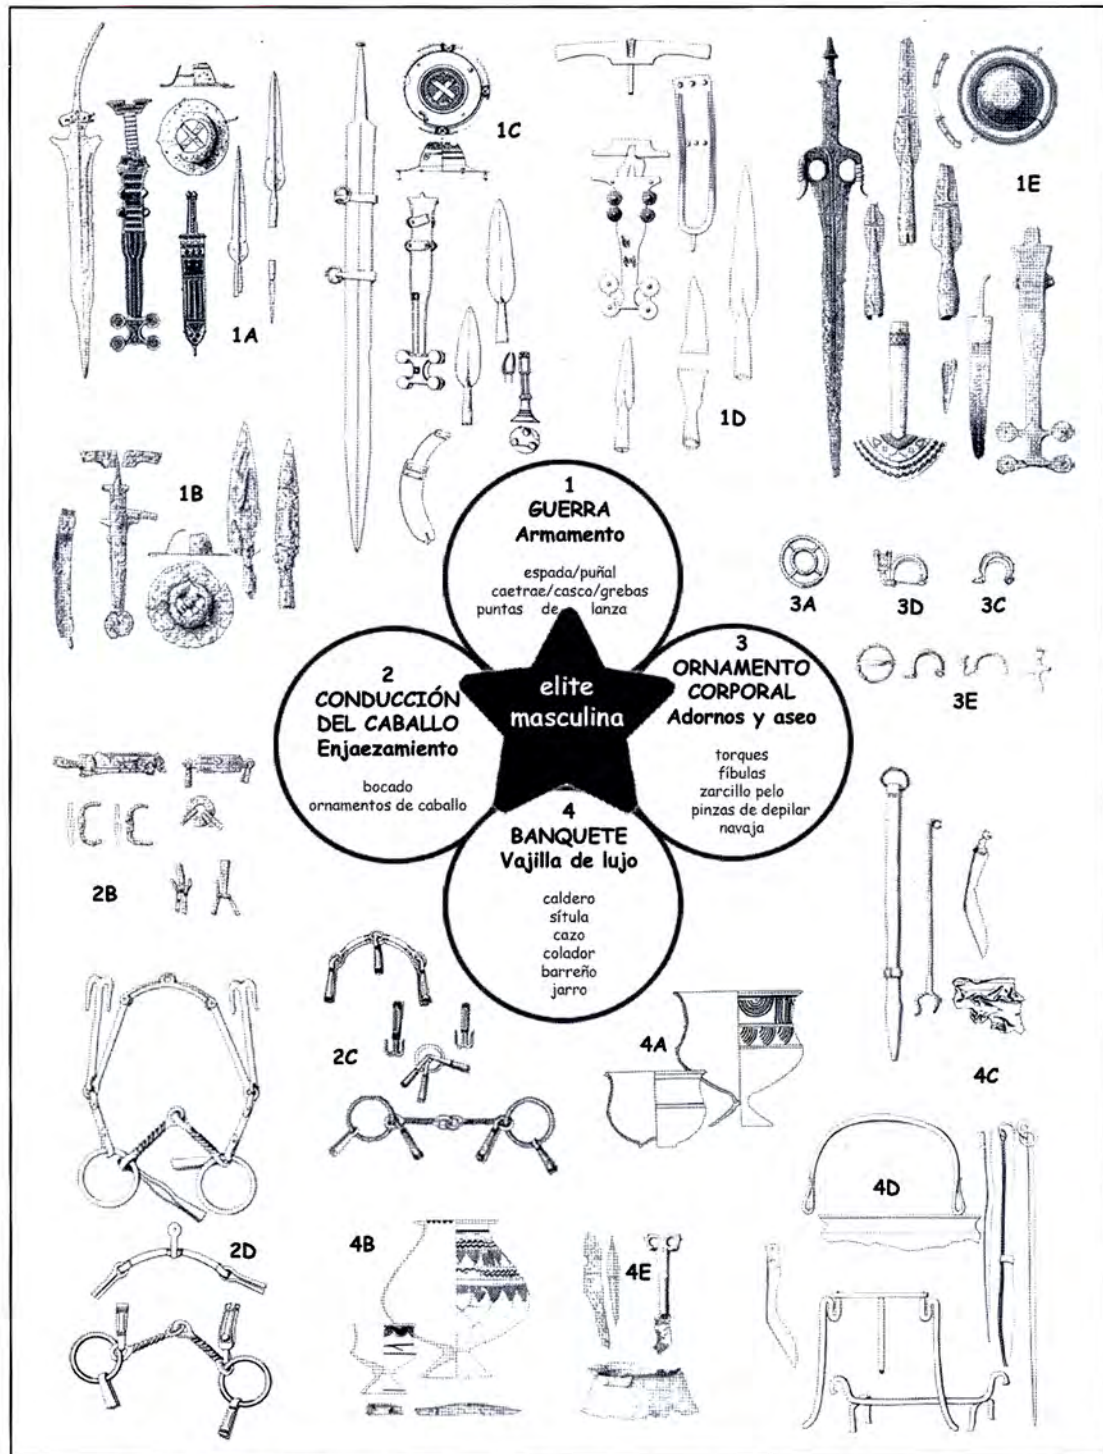 1A
1C
1D
1E
1B
1
GUERRA
Armamento
espada/puñal
caetrae/casco/grebas
puntas de lanza
elite
masculina
2
CONDUCCIÓN
DEL CABALLO
Enjaezamiento
bocado
ornamentos de caballo
3
ORNAMENTO
CORPORAL
Adornos y aseo
torques
fíbulas
zarcillo pelo
pinzas de depilar
navaja
4
BANQUETE
Vajilla de lujo
caldero
sítula
cazo
colador
barreño
jarro
3A
3D
3C
3E
2B
2C
4A
4C
2D
4B
4E
4D